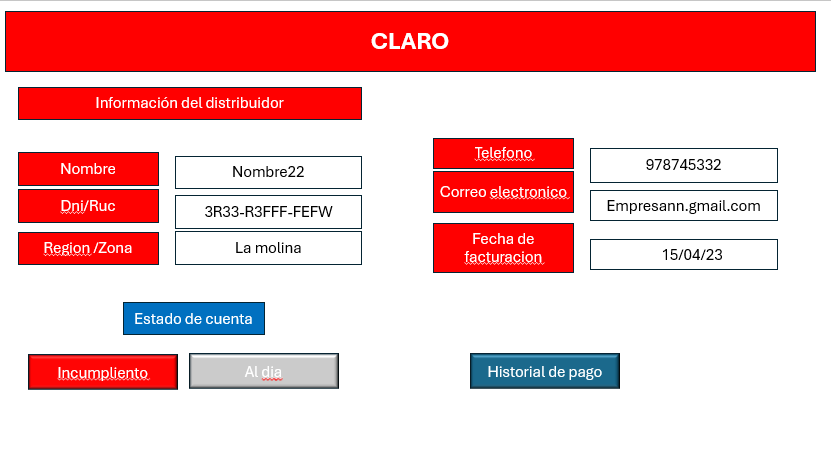 CLARO
Información del distribuidor
Nombre
Nombre22
Dni/Ruc
3R33-R3FFF-FEFW
Region /Zona
La molina
Telefono
978745332
Correo electronico
Empresann.gmail.com
Fecha de
facturacion
15/04/23
Estado de cuenta
Incumpliento
Al dia
Historial de pago